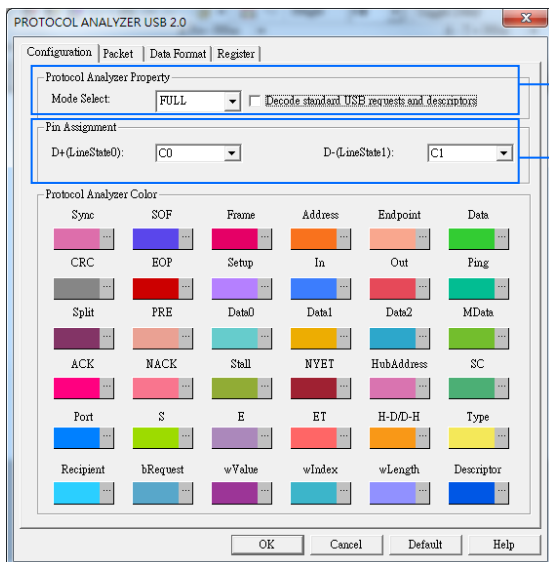 PROTOCOL ANALYZER USB 2.0
Configuration Packet Data Format Register
Protocol Analyzer Property
Mode Select: FULL Decode standard USB requests and descriptors
Pin Assignment
D+(LineState0): C0 D-(LineState1): C1
Protocol Analyzer Color
Sync SOF Frame Address Endpoint Data
CRC EOP Setup In Out Ping
Split PRE Data0 Data1 Data2 MData
ACK NACK Stall NYET HubAddress SC
Port S E ET H-D/D-H Type
Recipient bRequest wValue wIndex wLength Descriptor
OK Cancel Default Help